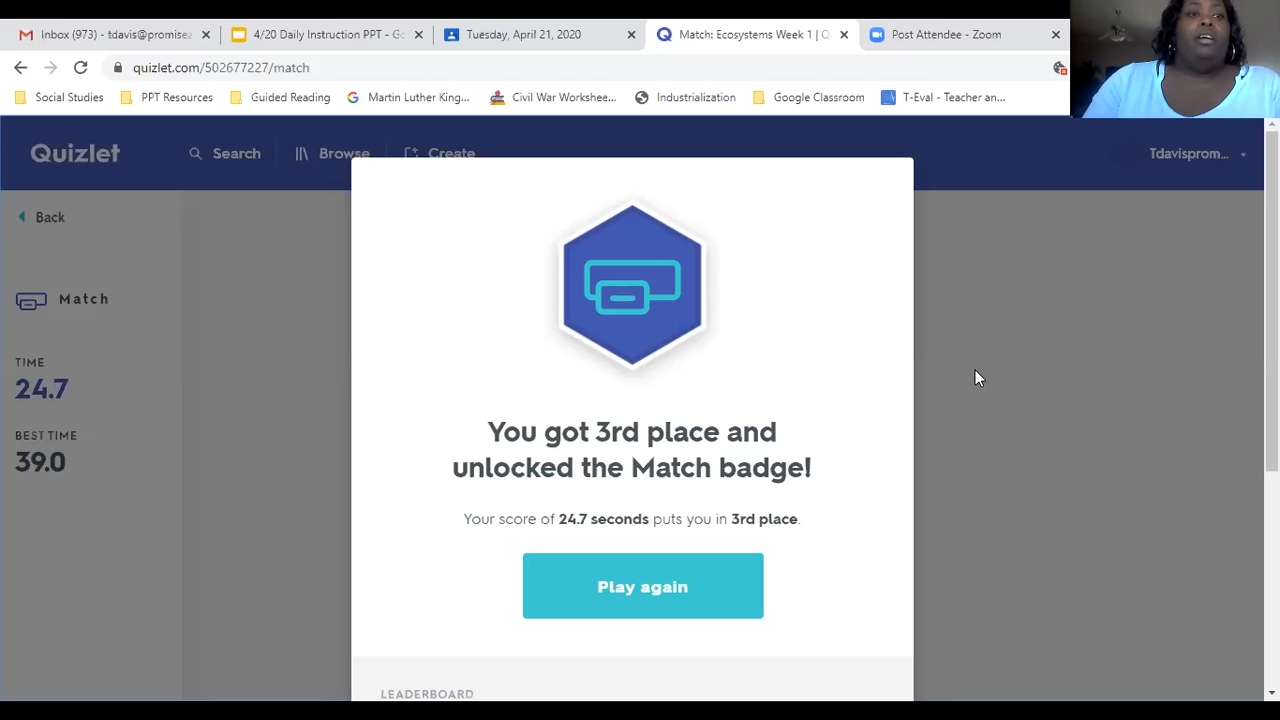 Inbox (973) - tdavis@promisea
4/20 Daily Instruction PPT - Go
Tuesday, April 21, 2020
Match: Ecosystems Week 1 | Q
Post Attendee - Zoom
quizlet.com/502677227/match
Social Studies
PPT Resources
Guided Reading
Martin Luther King...
Civil War Workshee...
Industrialization
Google Classroom
T-Eval - Teacher an...
Quizlet
Search
Browse
Create
Tdavisprom...
Back
Match
TIME
24.7
BEST TIME
39.0
You got 3rd place and
unlocked the Match badge!
Your score of 24.7 seconds puts you in 3rd place.
Play again
LEADERBOARD